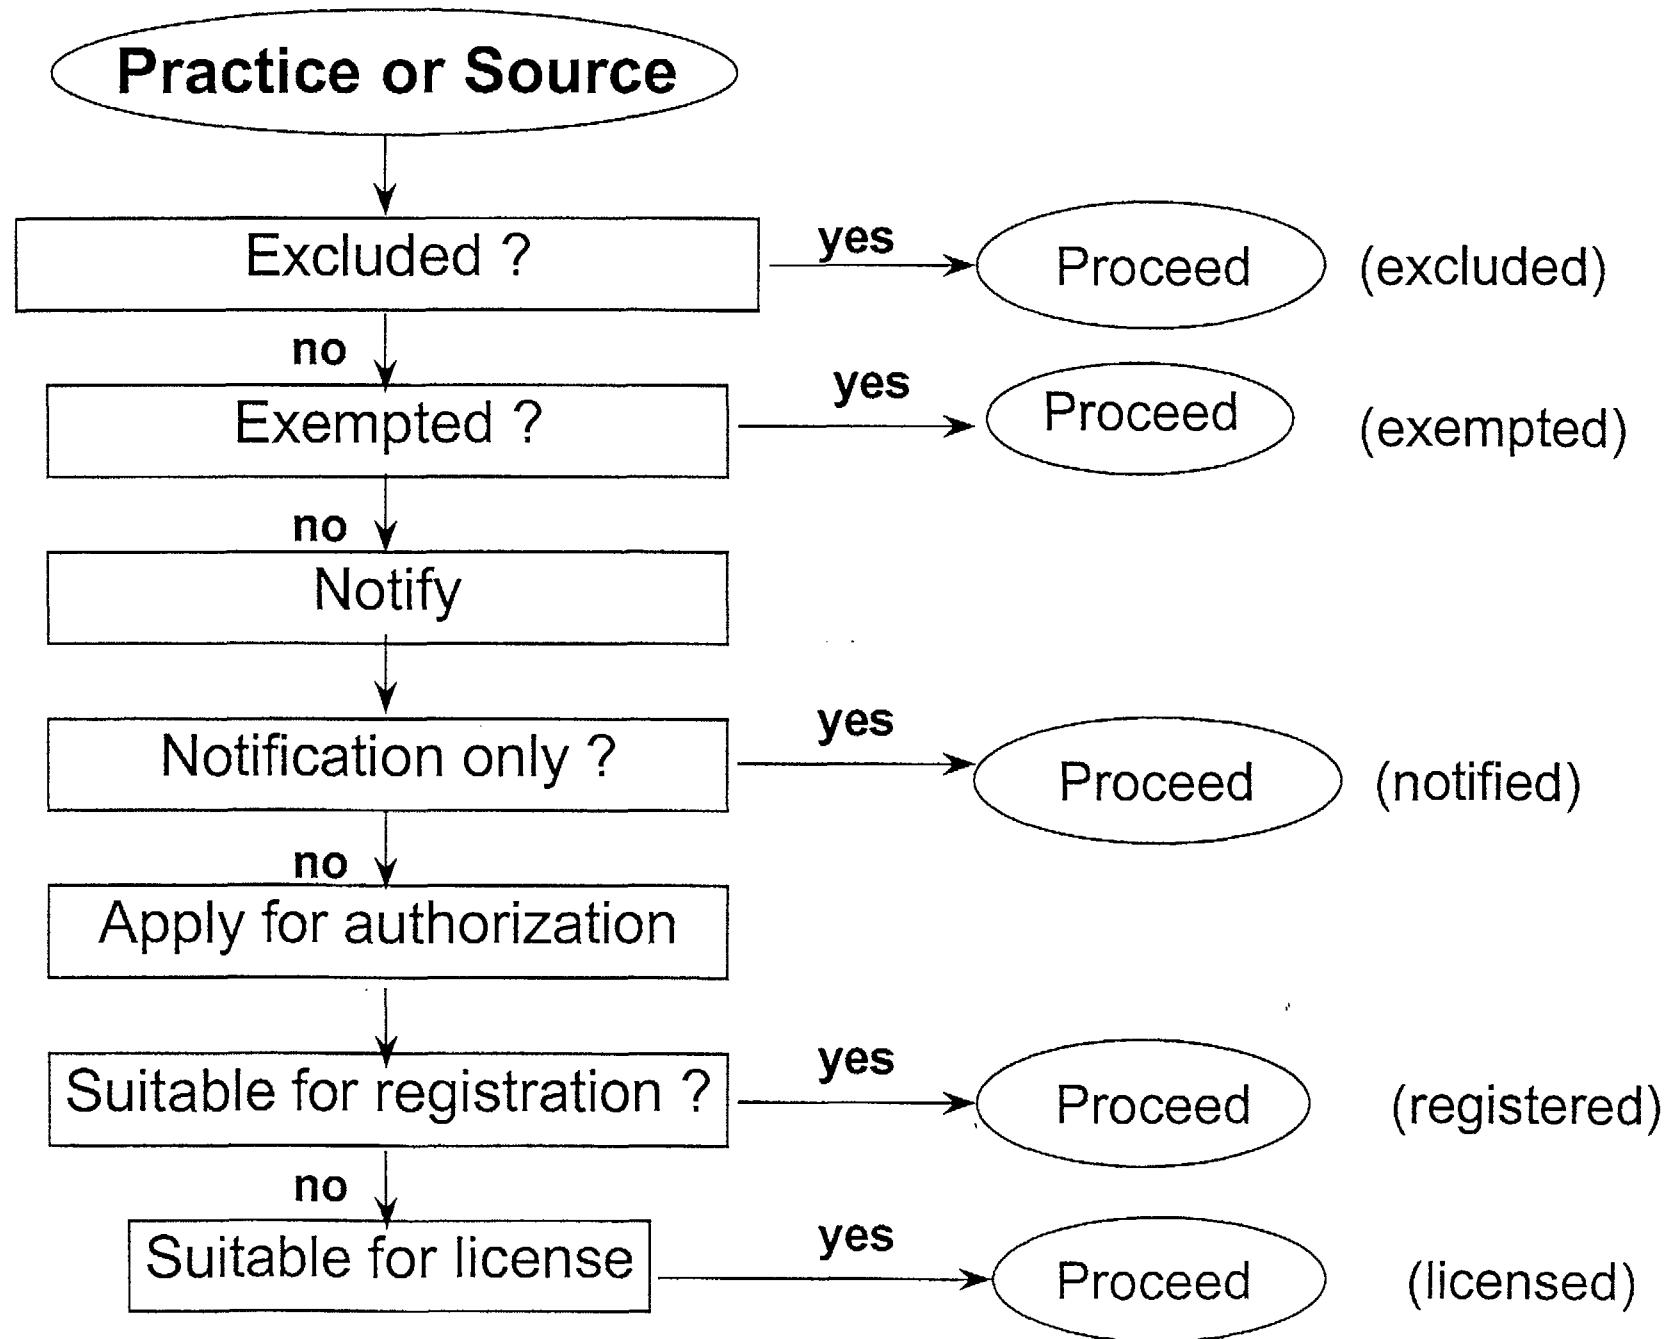 Practice or Source
Excluded ?
yes
Proceed
(excluded)
no
Exempted ?
yes
Proceed
(exempted)
no
Notify
Notification only ?
yes
Proceed
(notified)
no
Apply for authorization
Suitable for registration ?
yes
Proceed
(registered)
no
Suitable for license
yes
Proceed
(licensed)